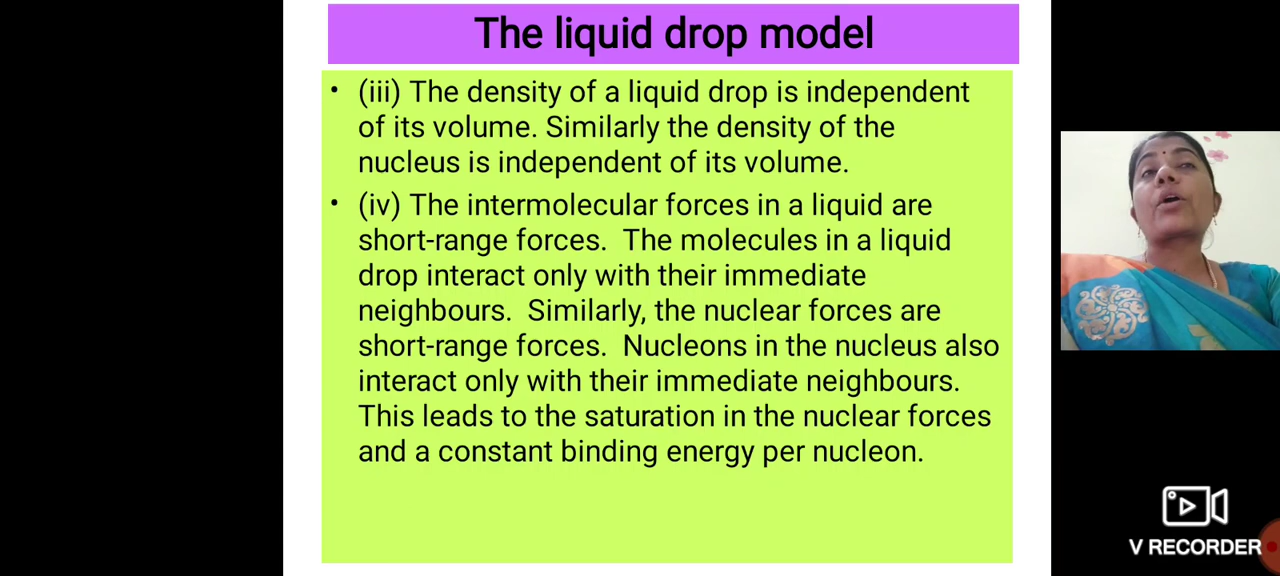 The liquid drop model
• (iii) The density of a liquid drop is independent
of its volume. Similarly the density of the
nucleus is independent of its volume.
• (iv) The intermolecular forces in a liquid are
short-range forces.  The molecules in a liquid
drop interact only with their immediate
neighbours.  Similarly, the nuclear forces are
short-range forces.  Nucleons in the nucleus also
interact only with their immediate neighbours.
This leads to the saturation in the nuclear forces
and a constant binding energy per nucleon.
V RECORDER